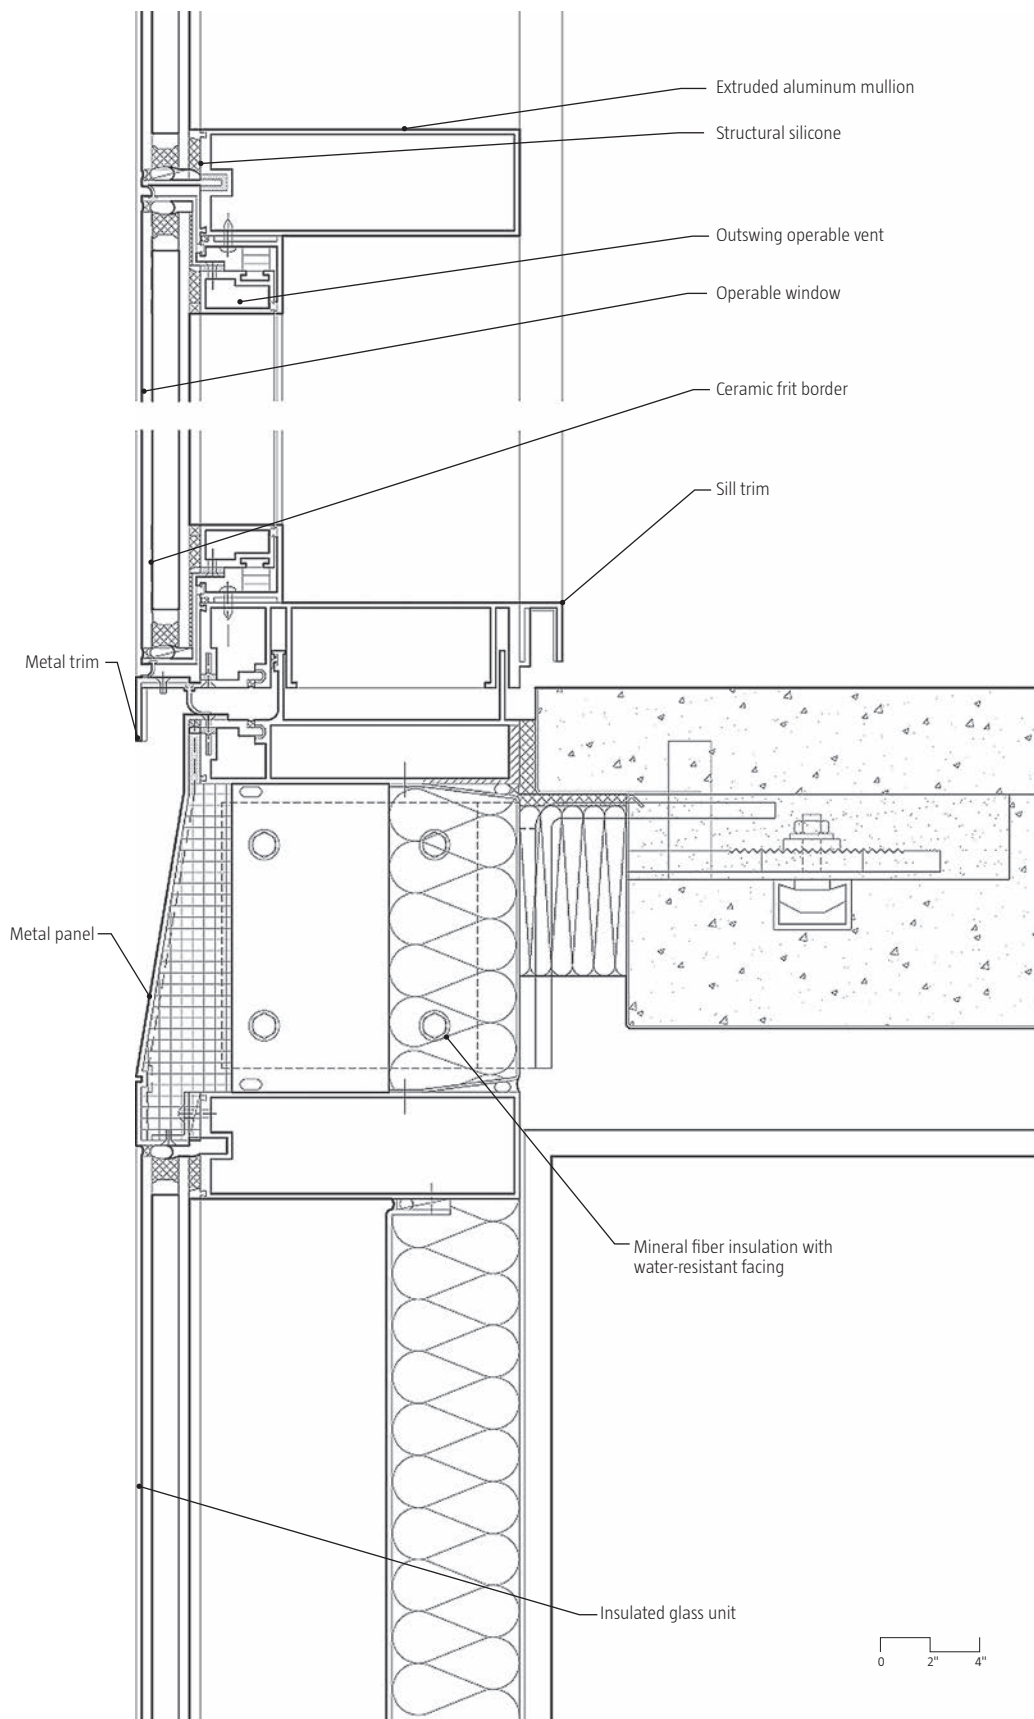 Extruded aluminum mullion
Structural silicone
Outswing operable vent
Operable window
Ceramic frit border
Sill trim
Metal trim
Metal panel
Mineral fiber insulation with
water-resistant facing
Insulated glass unit
0 2" 4"